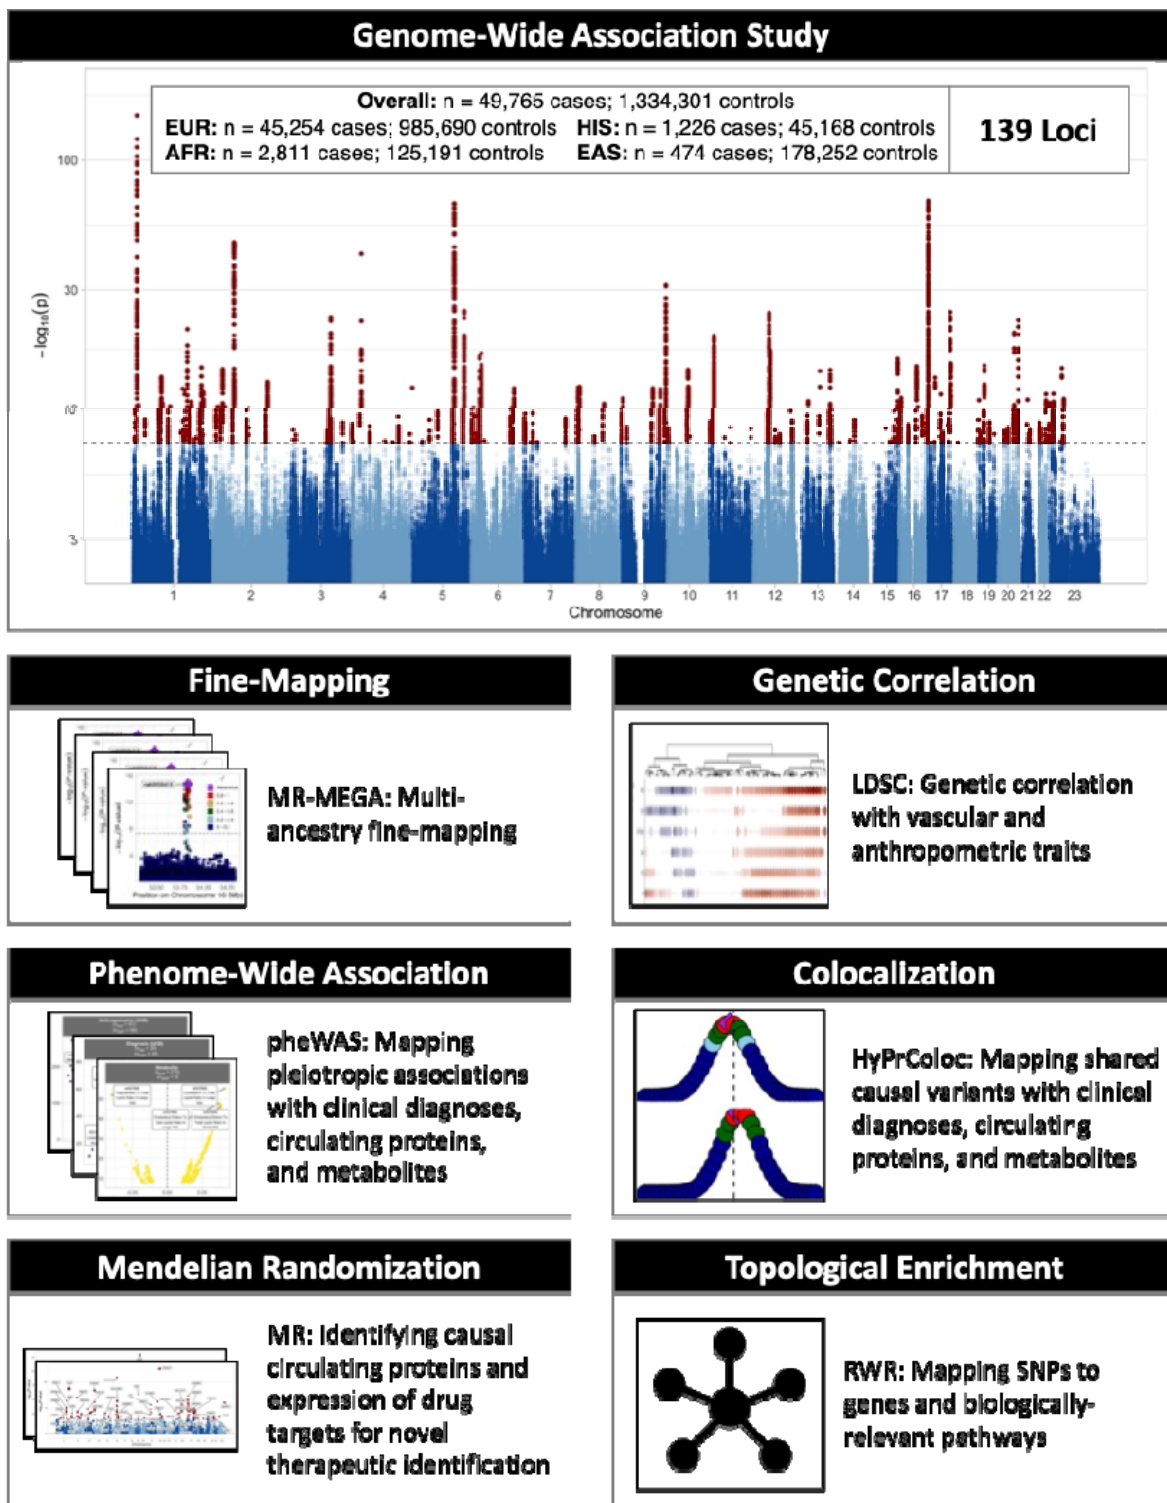 Genome-Wide Association Study
Overall: n = 49,765 cases; 1,334,301 controls
EUR: n = 45,254 cases; 985,690 controls HIS: n = 1,226 cases; 45,168 controls
AFR: n = 2,811 cases; 125,191 controls EAS: n = 474 cases; 178,252 controls
139 Loci
100
30
10
3
-log10(p)
1 2 3 4 5 6 7 8 9 10 11 12 13 14 15 16 17 18 19 20 21 22 23
Chromosome
Fine-Mapping
MR-MEGA: Multi-
ancestry fine-mapping
Genetic Correlation
LDSC: Genetic correlation
with vascular and
anthropometric traits
Phenome-Wide Association
pheWAS: Mapping
pleiotropic associations
with clinical diagnoses,
circulating proteins,
and metabolites
Colocalization
HyPrColoc: Mapping shared
causal variants with clinical
diagnoses, circulating
proteins, and metabolites
Mendelian Randomization
MR: Identifying causal
circulating proteins and
expression of drug
targets for novel
therapeutic identification
Topological Enrichment
RWR: Mapping SNPs to
genes and biologically-
relevant pathways